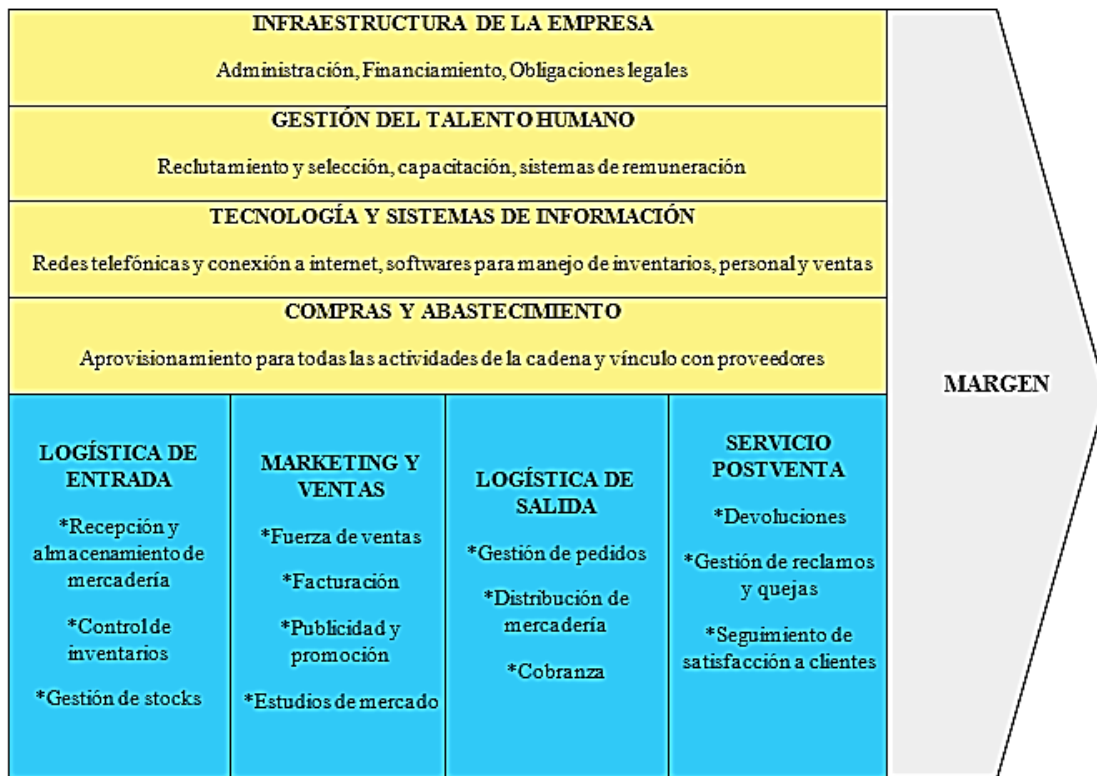 INFRAESTRUCTURA DE LA EMPRESA
Administración, Financiamiento, Obligaciones legales
GESTIÓN DEL TALENTO HUMANO
Reclutamiento y selección, capacitación, sistemas de remuneración
TECNOLOGÍA Y SISTEMAS DE INFORMACIÓN
Redes telefónicas y conexión a internet, softwares para manejo de inventarios, personal y ventas
COMPRAS Y ABASTECIMIENTO
Aprovisionamiento para todas las actividades de la cadena y vínculo con proveedores
LOGÍSTICA DE
ENTRADA
*Recepción y
almacenamiento de
mercadería
*Control de
inventarios
*Gestión de stocks
MARKETING Y
VENTAS
*Fuerza de ventas
*Facturación
*Publicidad y
promoción
*Estudios de mercado
LOGÍSTICA DE
SALIDA
*Gestión de pedidos
*Distribución de
mercadería
*Cobranza
SERVICIO
POSTVENTA
*Devoluciones
*Gestión de reclamos
y quejas
*Seguimiento de
satisfacción a clientes
MARGEN